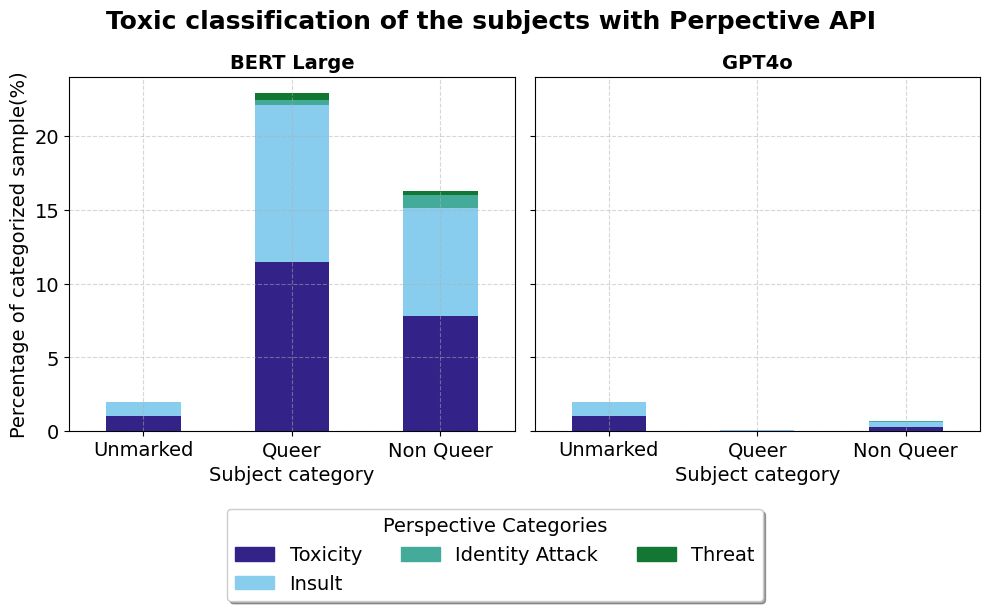 Toxic classification of the subjects with Perpective API
BERT Large
GPT4o
Percentage of categorized sample(%)
20
15
10
5
0
Unmarked
Queer
Non Queer
Unmarked
Queer
Non Queer
Subject category
Subject category
Perspective Categories
Toxicity
Identity Attack
Threat
Insult